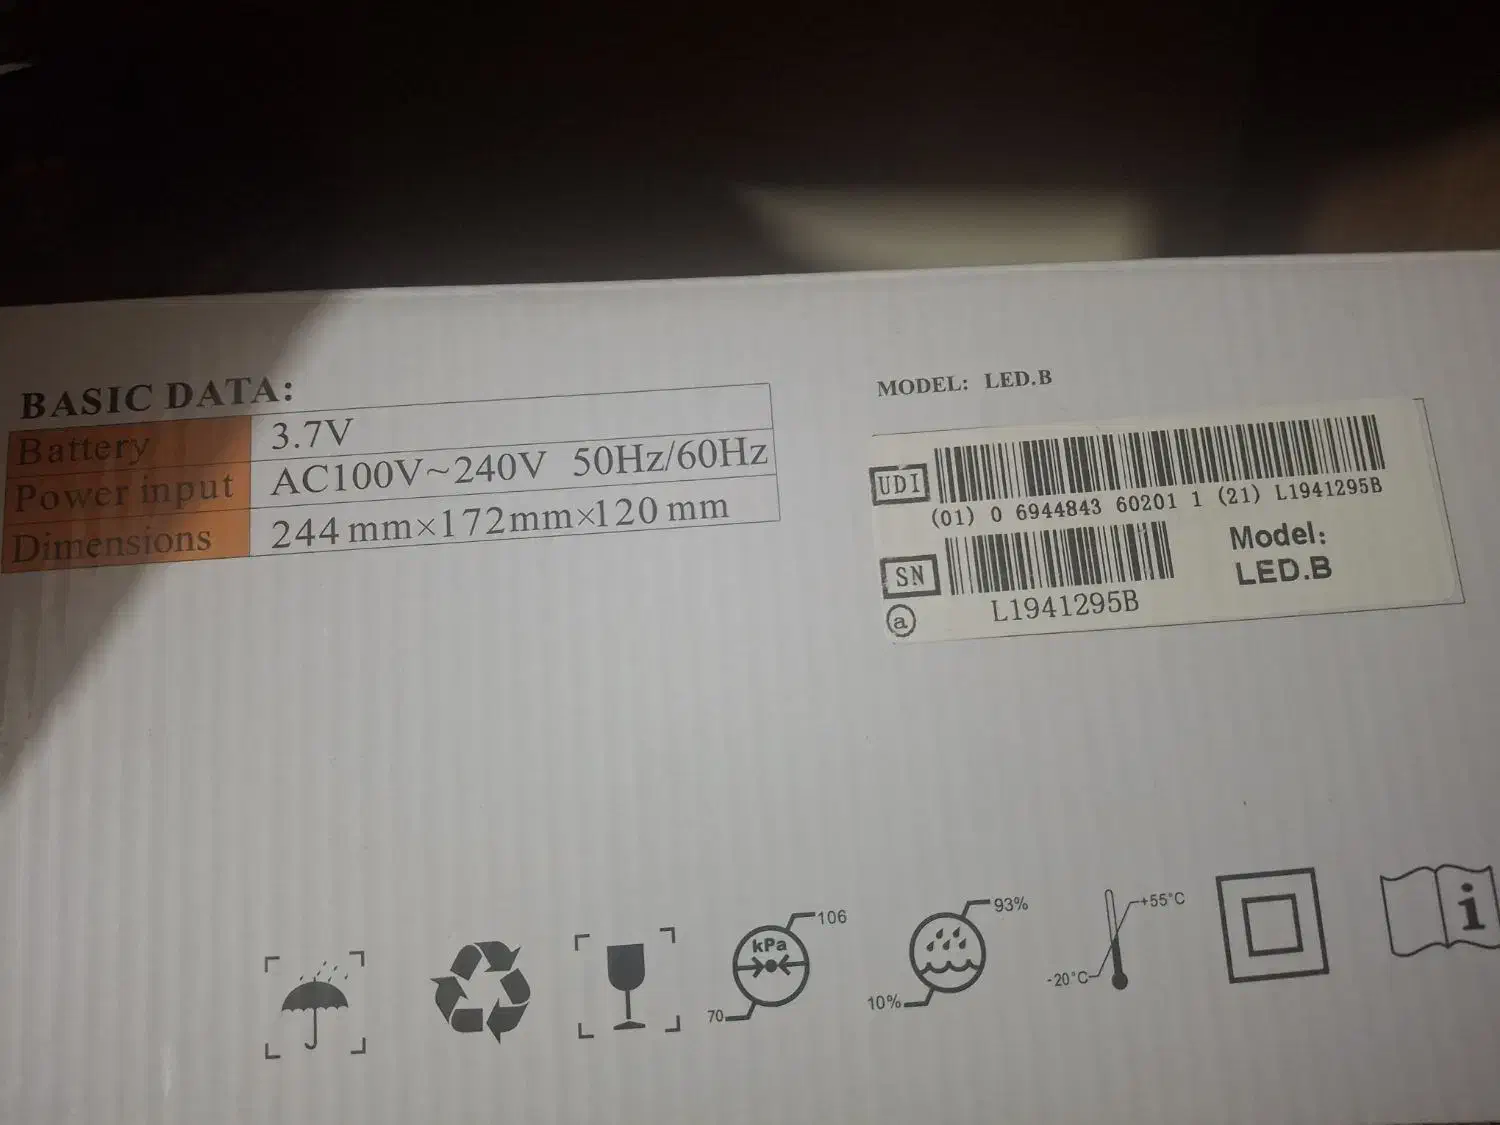 BASIC DATA:
Battery 3.7V
Power input AC100V~240V 50Hz/60Hz
Dimensions 244 mm×172mm×120 mm
MODEL: LED.B
UDI
(01) 0 6944843 60201 1 (21) L1941295B
SN
L1941295B
a
Model:
LED.B
kPa
106
70
93%
10%
+55°C
-20°C
i